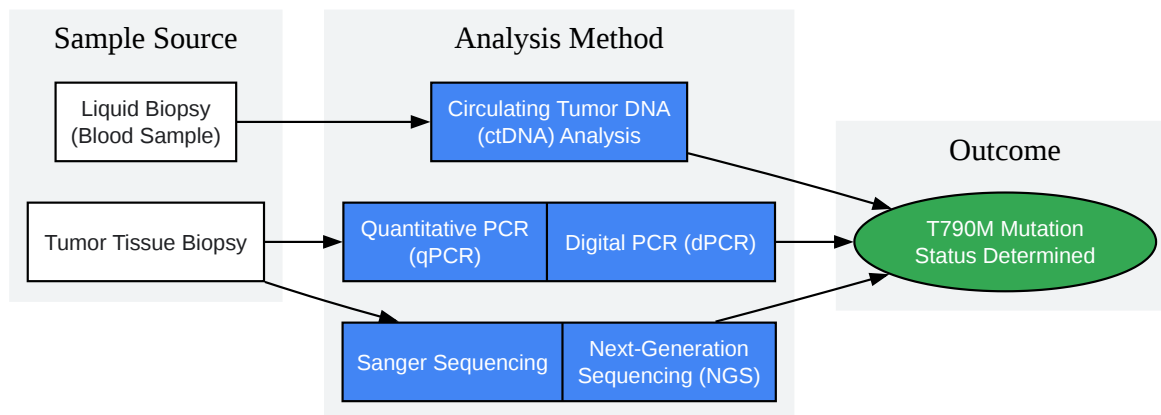 Sample Source
Analysis Method
Liquid Biopsy
(Blood Sample)
Circulating Tumor DNA
(ctDNA) Analysis
Outcome
Tumor Tissue Biopsy
Quantitative PCR
(qPCR)
Digital PCR (dPCR)
T790M Mutation
Status Determined
Sanger Sequencing
Next-Generation
Sequencing (NGS)